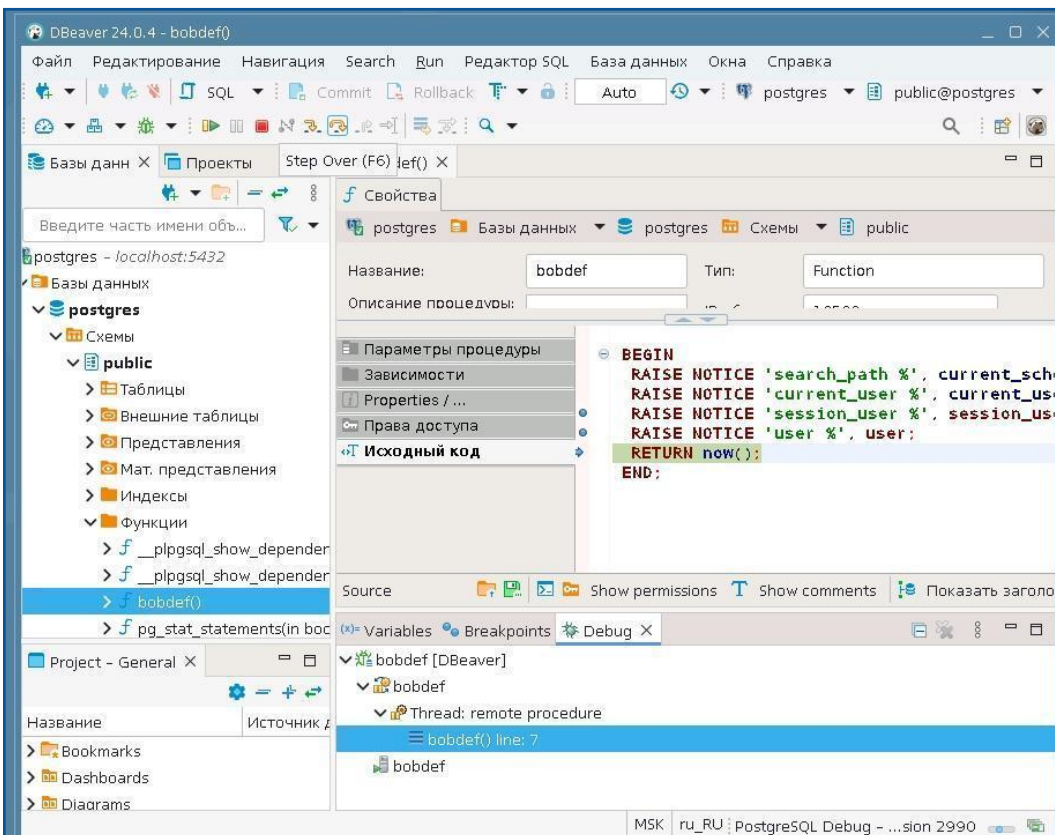 DBeaver 24.0.4 - bobdef()
Файл Редактирование Навигация Search Run Редактор SQL База данных Окна Справка
SQL Commit Rollback T Auto postgres public@postgres
Базы данн Проекты Step Over (F6) def()
Свойства
Введите часть имени объ...
postgres Базы данных postgres Схемы public
postgres - localhost:5432
Базы данных
postgres
Схемы
public
Таблицы
Внешние таблицы
Представления
Мат. представления
Индексы
Функции
__plpgsql_show_depender
__plpgsql_show_depender
bobdef()
pg_stat_statements(in boc
Название: bobdef Тип: Function
Описание процедуры:
Параметры процедуры
Зависимости
Properties / ...
Права доступа
Исходный код
BEGIN
RAISE NOTICE 'search_path %', current_sch
RAISE NOTICE 'current_user %', current_us
RAISE NOTICE 'session_user %', session_us
RAISE NOTICE 'user %', user;
RETURN now();
END;
Source Show permissions Show comments Показать заголо
Variables Breakpoints Debug
bobdef [DBeaver]
bobdef
Thread: remote procedure
bobdef() line: 7
bobdef
Project - General
Название Источник д
Bookmarks
Dashboards
Diagrams
MSK ru_RU PostgreSQL Debug - ...sion 2990